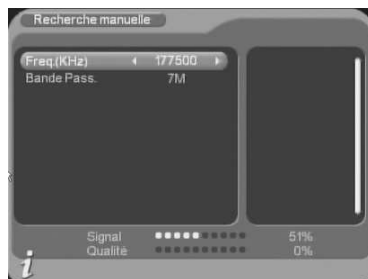 Recherche manuelle
Freq.(KHz) 177500
Bande Pass. 7M
Signal 51%
Qualité 0%
i